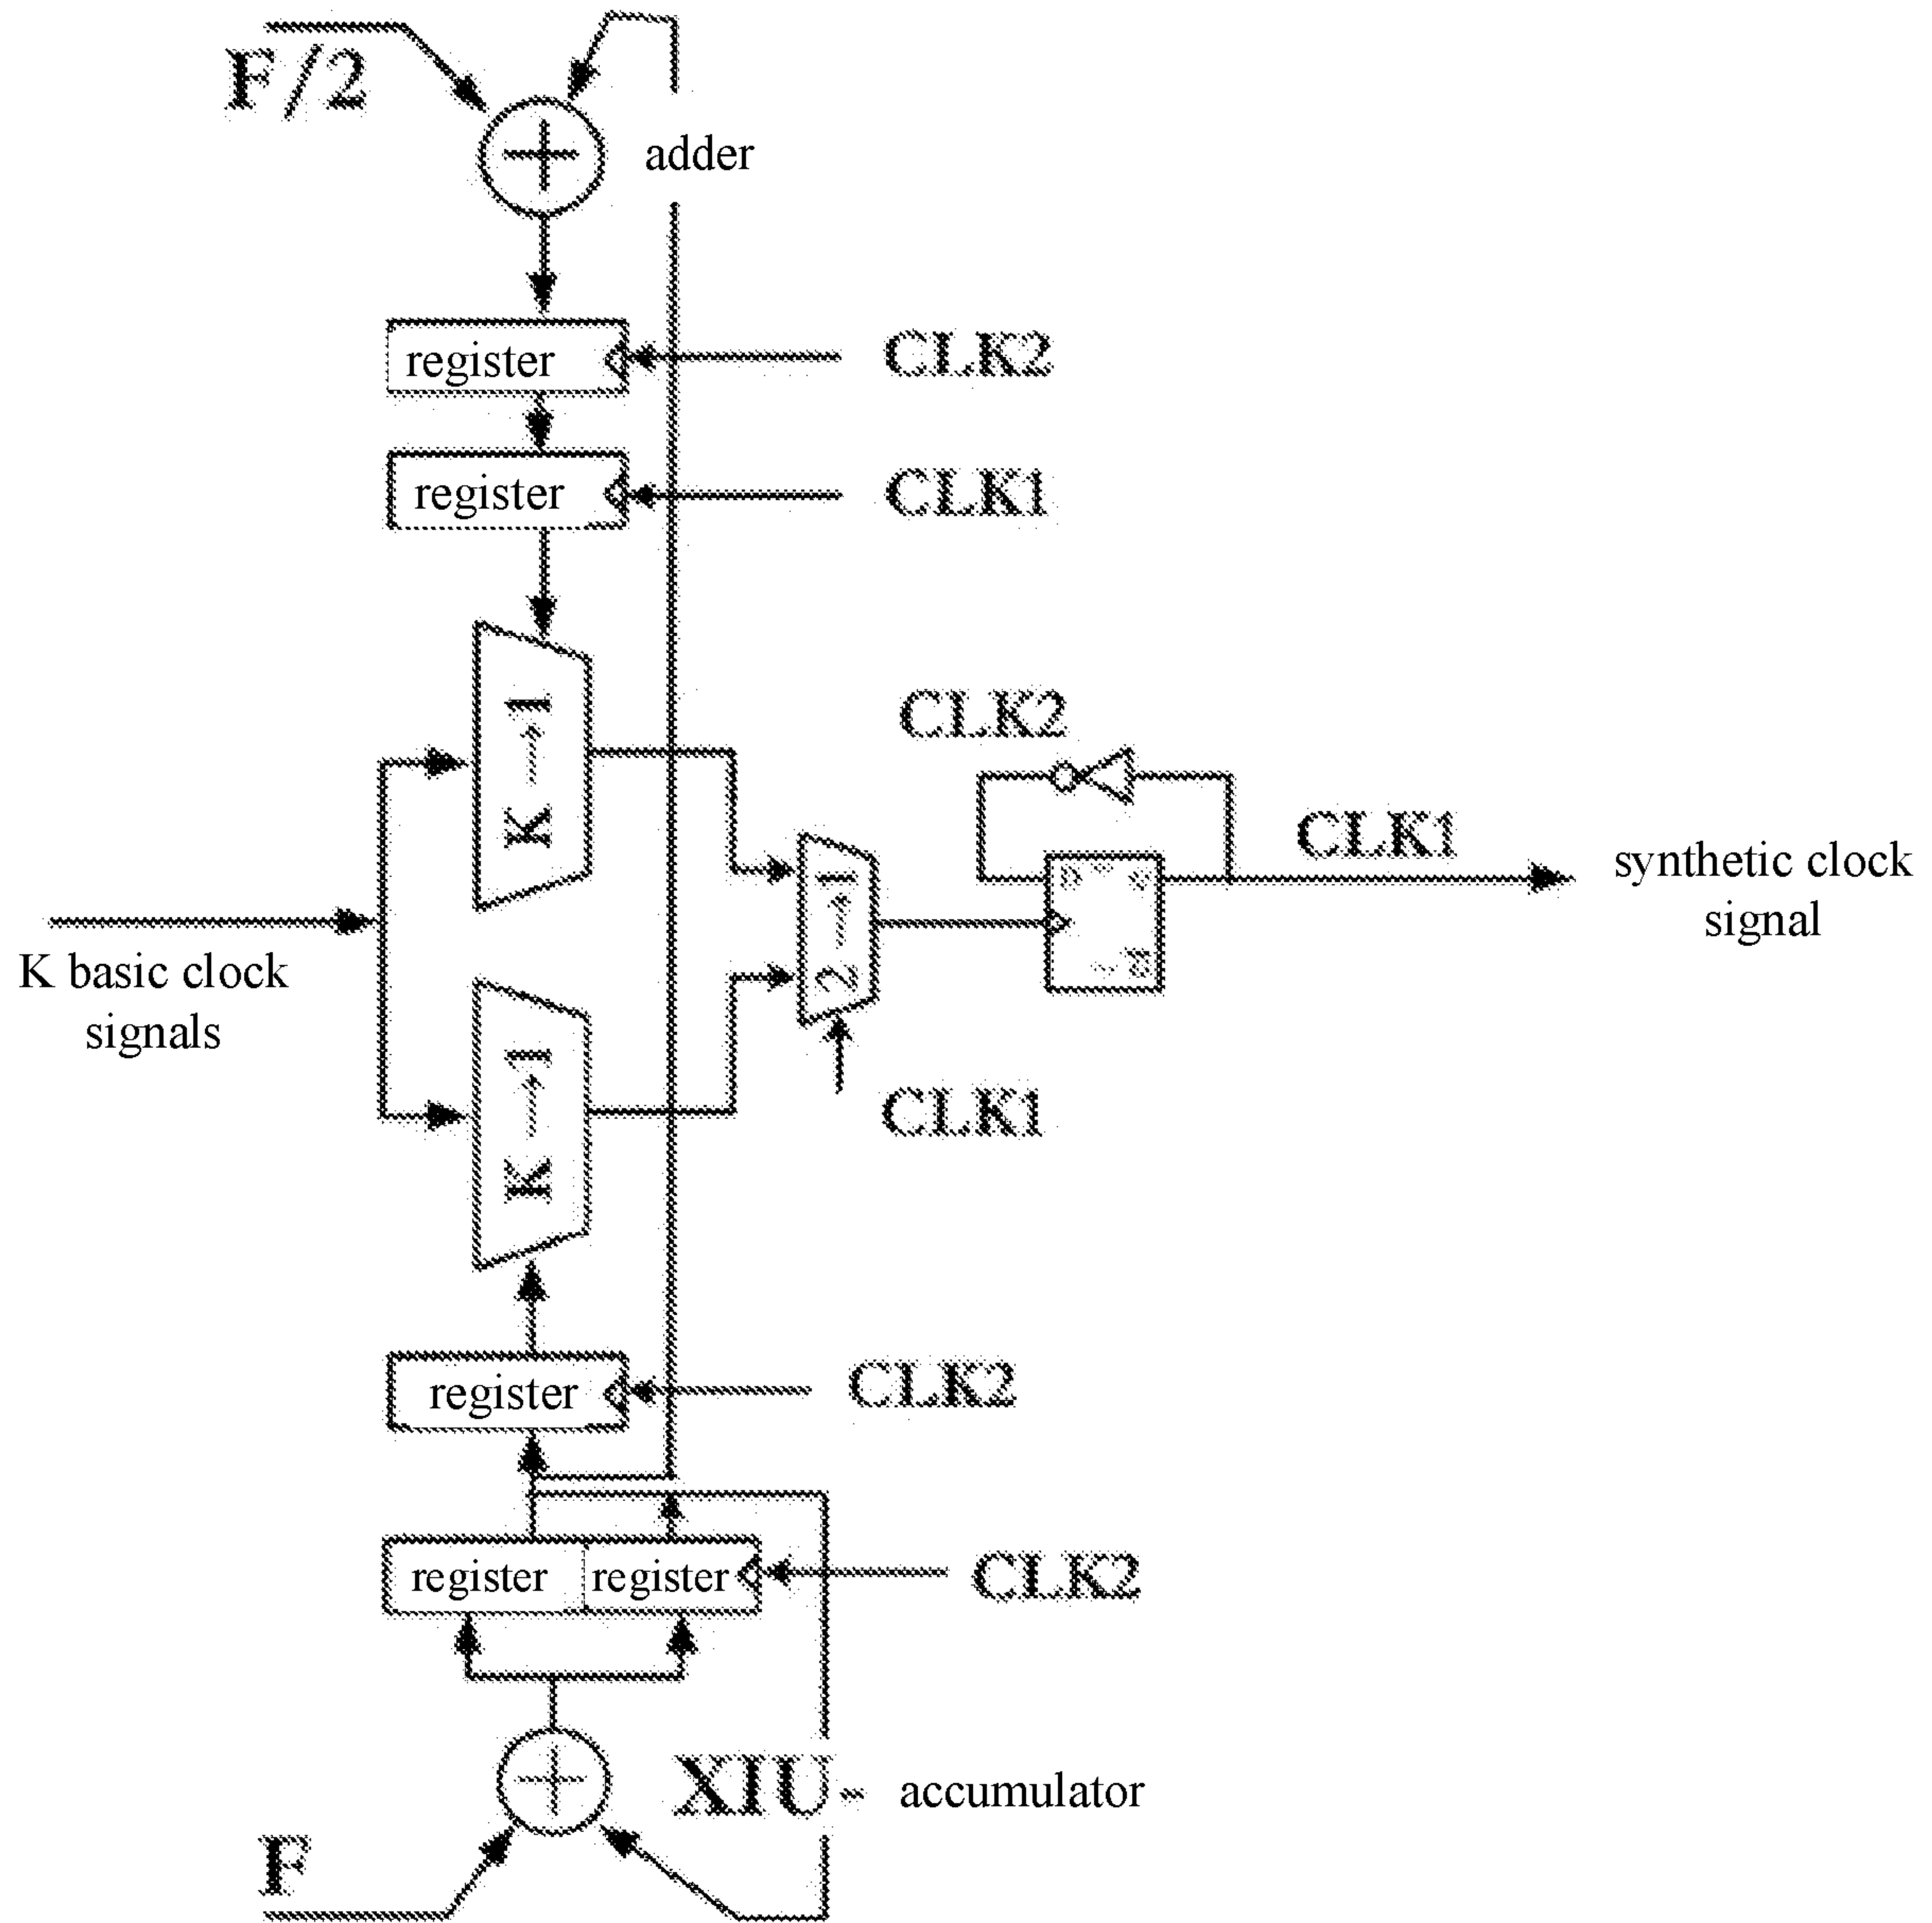 F/2
adder
register
CLK2
register
CLK1
K→1
CLK2
CLK1
synthetic clock
signal
K basic clock
signals
2→1
K→1
CLK1
register
CLK2
register
register
CLK2
XIU-
accumulator
F